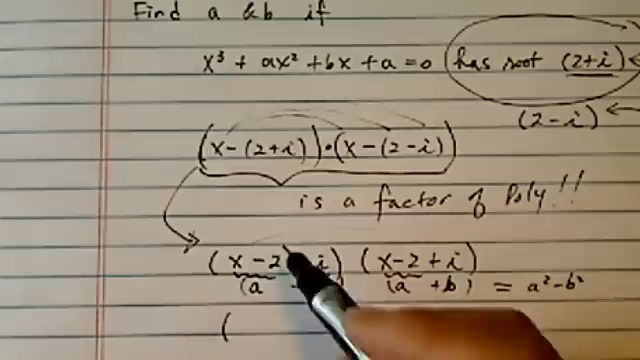 Find a & b if
x³ + ax² + bx + a = 0 (has root (2+i)
(2-i)
(x-(2+i))•(x-(2-i))
is a factor of Poly!!
(x-2 i) (x-2+i)
(a (a +b) = a²-b²
(